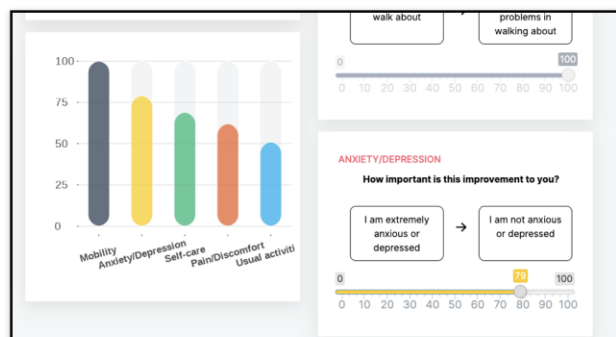 100
75
50
25
0
Mobility
Anxiety/Depression
Self-care
Pain/Discomfort
Usual activiti
walk about
problems in
walking about
0
100
0 10 20 30 40 50 60 70 80 90 100
ANXIETY/DEPRESSION
How important is this improvement to you?
I am extremely
anxious or
depressed
→
I am not anxious
or depressed
0
79
100
0 10 20 30 40 50 60 70 80 90 100